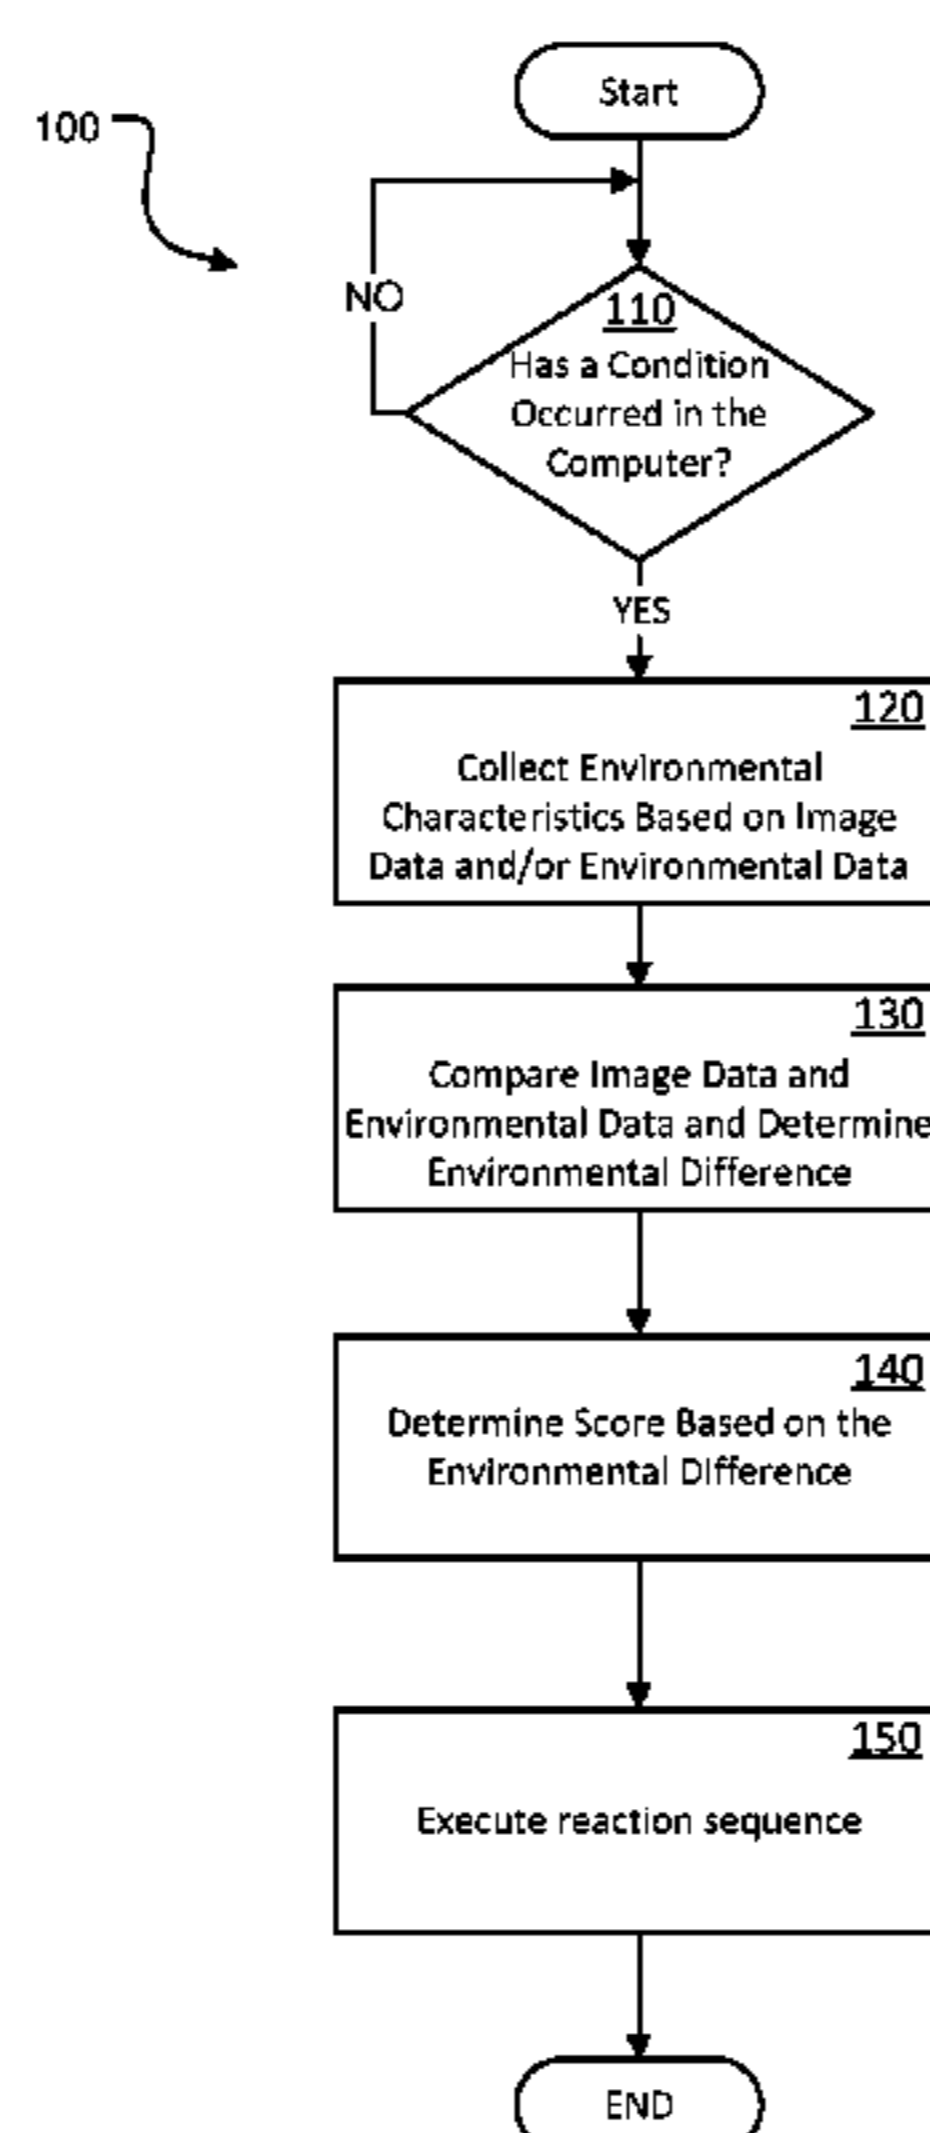 Start
100
NO
110
Has a Condition
Occurred in the
Computer?
YES
120
Collect Environmental
Characteristics Based on Image
Data and/or Environmental Data
130
Compare Image Data and
Environmental Data and Determine
Environmental Difference
140
Determine Score Based on the
Environmental Difference
150
Execute reaction sequence
END